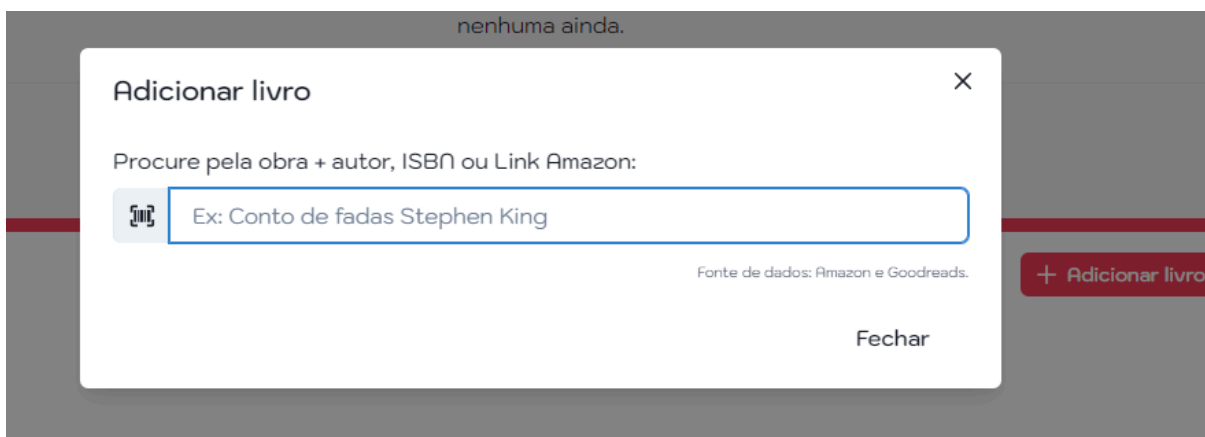 nenhuma ainda.
Adicionar livro
Procure pela obra + autor, ISBN ou Link Amazon:
Ex: Conto de fadas Stephen King
Fonte de dados: Amazon e Goodreads.
+ Adicionar livro
Fechar